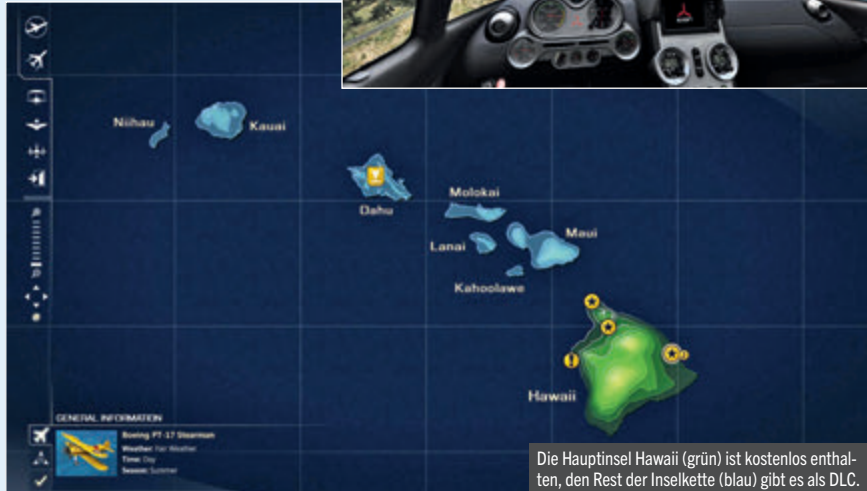 Niihau
Kauai
Oahu
Molokai
Lanai
Maui
Kahoolawe
Hawaii
GENERAL INFORMATION
Boeing PT-17 Stearman
Weather: Fair Weather
Time: Day
Season: Summer
Die Hauptinsel Hawaii (grün) ist kostenlos enthal-
ten, den Rest der Inselkette (blau) gibt es als DLC.